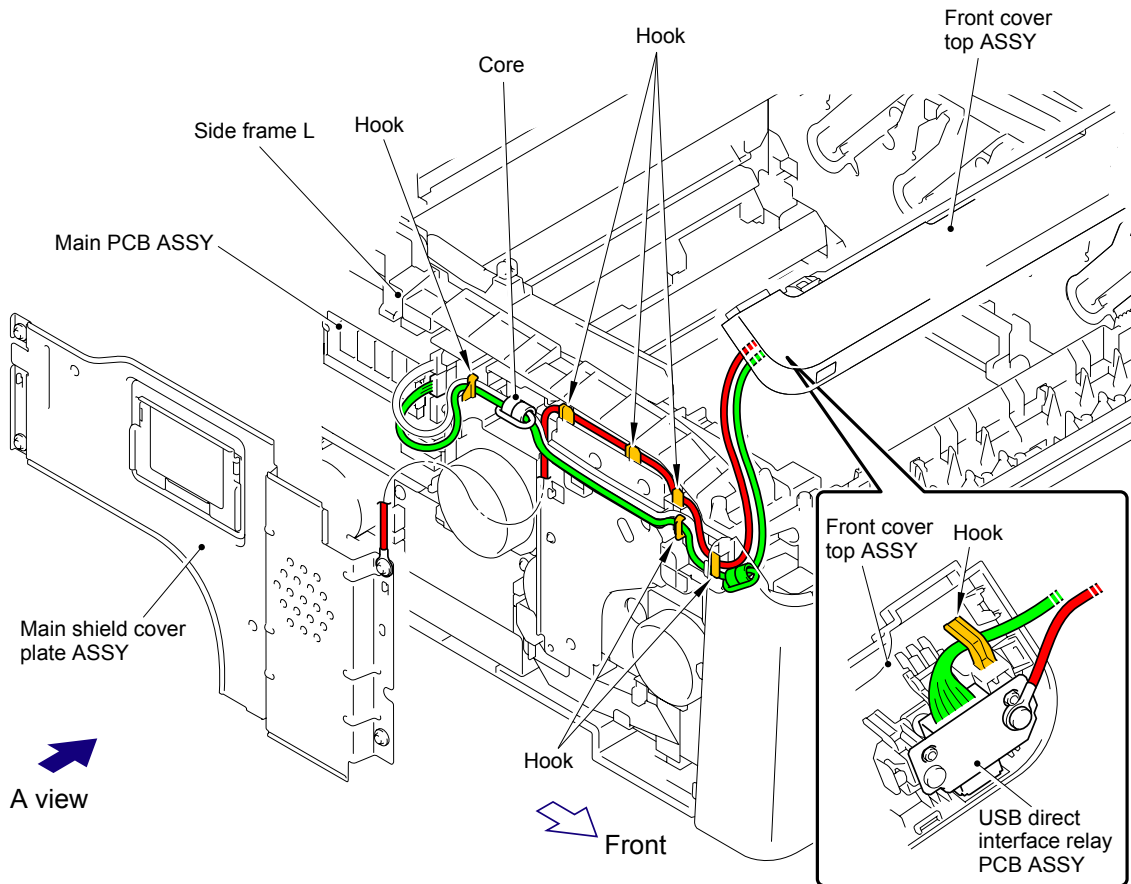 Front cover
top ASSY
Hook
Core
Side frame L
Hook
Main PCB ASSY
Front cover
top ASSY
Hook
Main shield cover
plate ASSY
Hook
A view
Front
USB direct
interface relay
PCB ASSY